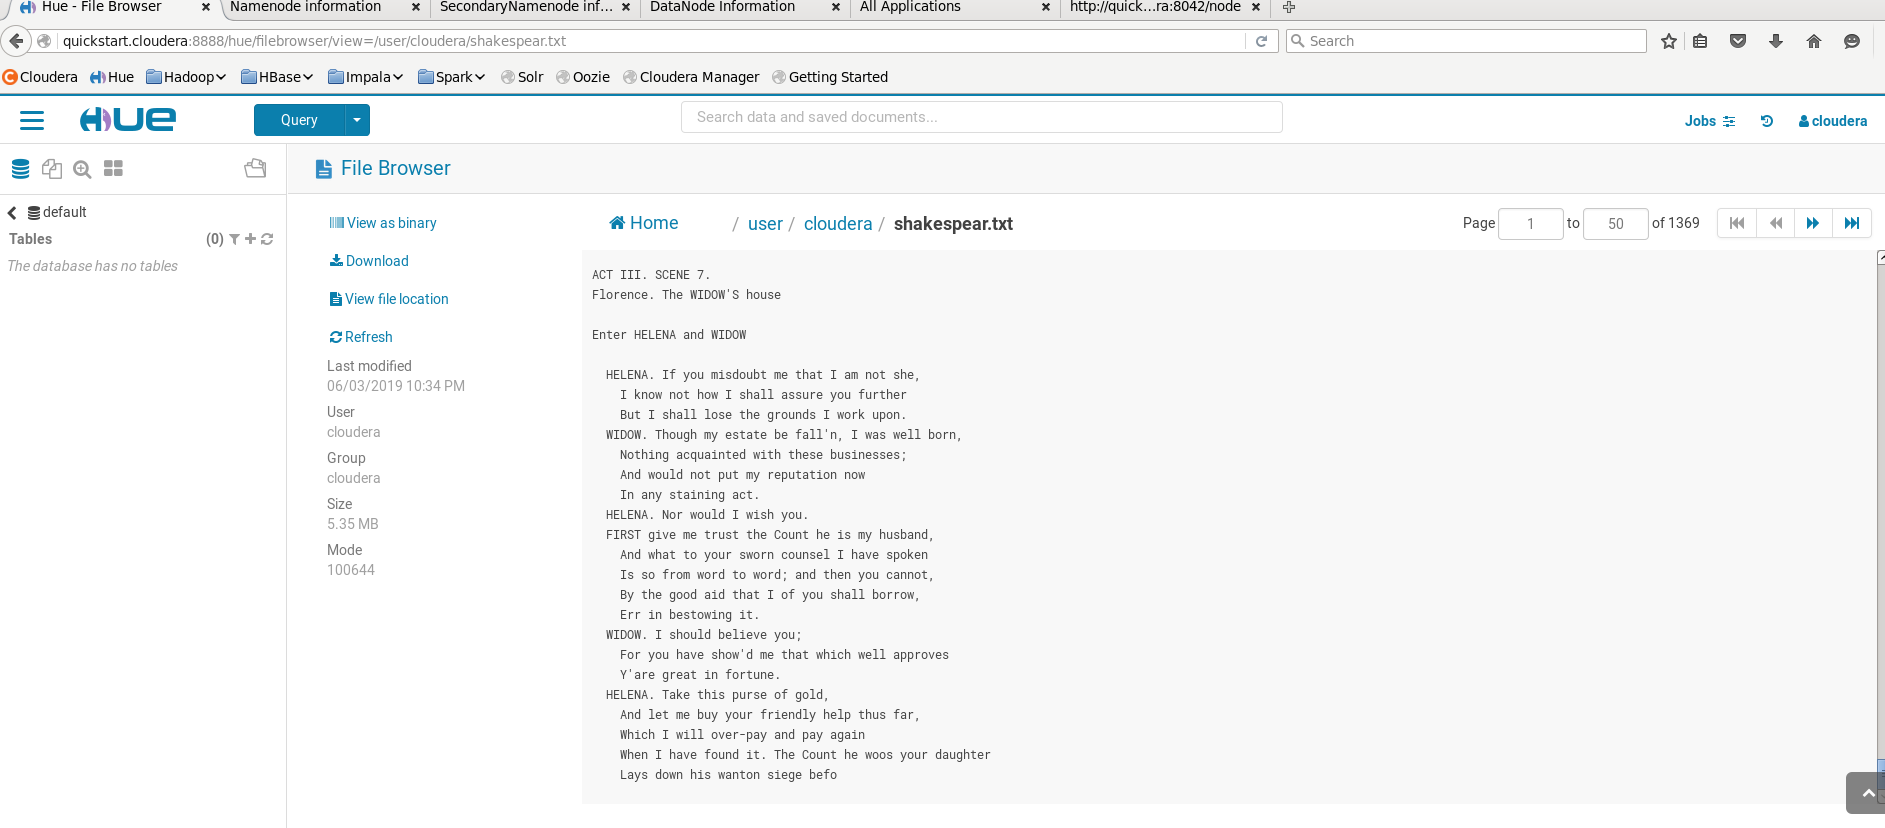 Hue - File Browser
Namenode information
SecondaryNamenode inf...
DataNode Information
All Applications
http://quick...ra:8042/node
quickstart.cloudera:8888/hue/filebrowser/view=/user/cloudera/shakespear.txt
Search
Cloudera
Hue
Hadoop
HBase
Impala
Spark
Solr
Oozie
Cloudera Manager
Getting Started
HUE
Query
Search data and saved documents...
Jobs
cloudera
File Browser
default
Tables
(0)
The database has no tables
View as binary
Download
View file location
Refresh
Last modified
06/03/2019 10:34 PM
User
cloudera
Group
cloudera
Size
5.35 MB
Mode
100644
Home / user / cloudera / shakespear.txt
Page 1 to 50 of 1369
ACT III. SCENE 7.
Florence. The WIDOW'S house
Enter HELENA and WIDOW
HELENA. If you misdoubt me that I am not she,
I know not how I shall assure you further
But I shall lose the grounds I work upon.
WIDOW. Though my estate be fall'n, I was well born,
Nothing acquainted with these businesses;
And would not put my reputation now
In any staining act.
HELENA. Nor would I wish you.
FIRST give me trust the Count he is my husband,
And what to your sworn counsel I have spoken
Is so from word to word; and then you cannot,
By the good aid that I of you shall borrow,
Err in bestowing it.
WIDOW. I should believe you;
For you have show'd me that which well approves
Y'are great in fortune.
HELENA. Take this purse of gold,
And let me buy your friendly help thus far,
Which I will over-pay and pay again
When I have found it. The Count he woos your daughter
Lays down his wanton siege befo